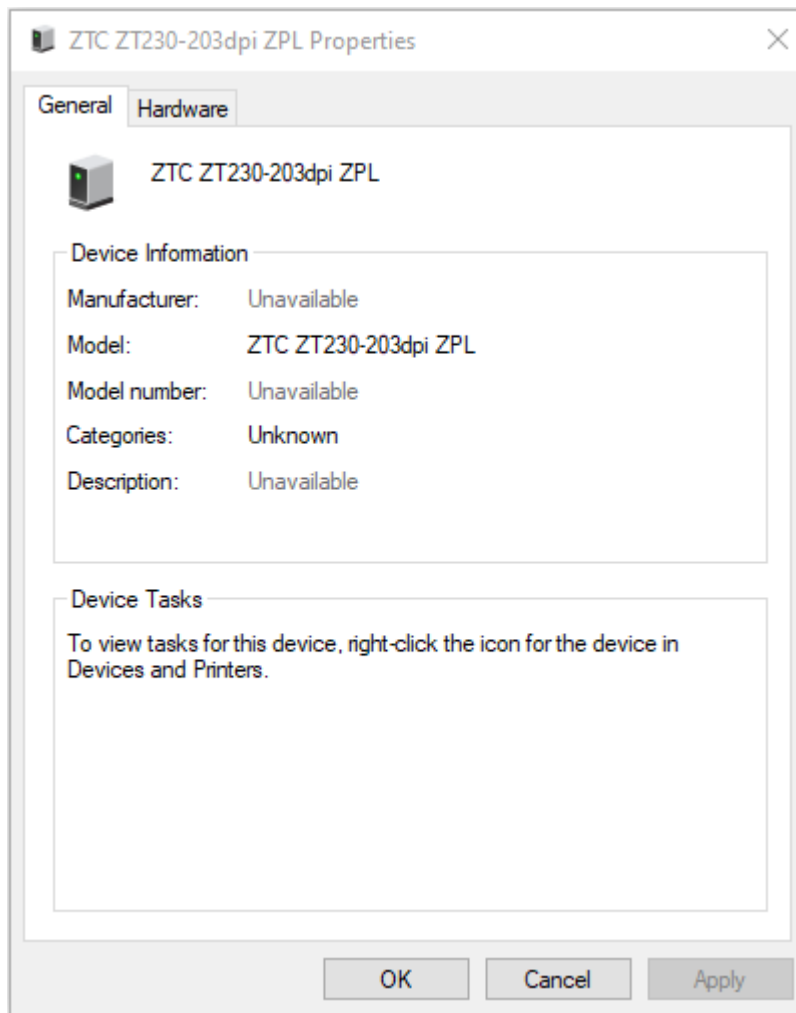 ZTC ZT230-203dpi ZPL Properties
General Hardware
ZTC ZT230-203dpi ZPL
Device Information
Manufacturer: Unavailable
Model: ZTC ZT230-203dpi ZPL
Model number: Unavailable
Categories: Unknown
Description: Unavailable
Device Tasks
To view tasks for this device, right-click the icon for the device in
Devices and Printers.
OK Cancel Apply